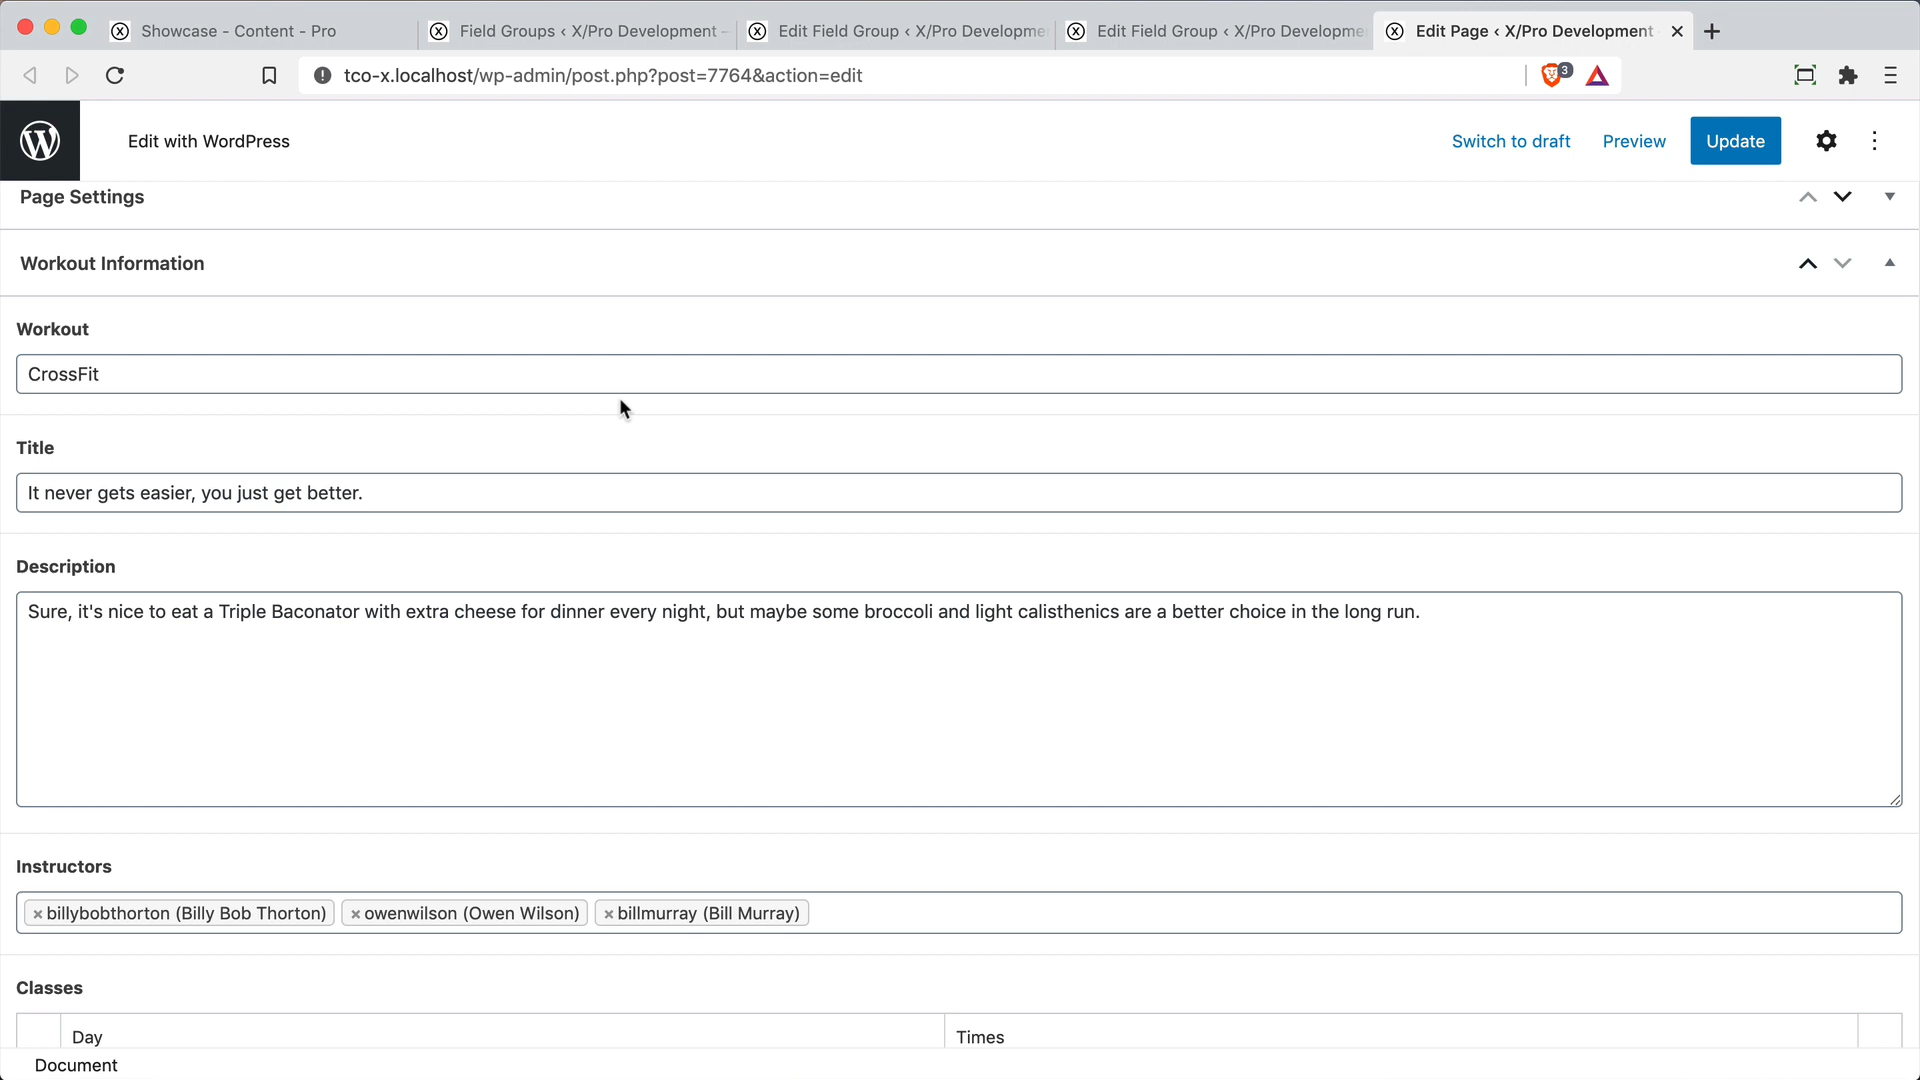 Showcase - Content - Pro
Field Groups ‹ X/Pro Development -
Edit Field Group ‹ X/Pro Developme
Edit Field Group ‹ X/Pro Developme
Edit Page ‹ X/Pro Development
tco-x.localhost/wp-admin/post.php?post=7764&action=edit
3
Edit with WordPress
Switch to draft
Preview
Update
Page Settings
Workout Information
Workout
CrossFit
Title
It never gets easier, you just get better.
Description
Sure, it's nice to eat a Triple Baconator with extra cheese for dinner every night, but maybe some broccoli and light calisthenics are a better choice in the long run.
Instructors
×billybobthorton (Billy Bob Thorton) ×owenwilson (Owen Wilson) ×billmurray (Bill Murray)
Classes
Day
Times
Document